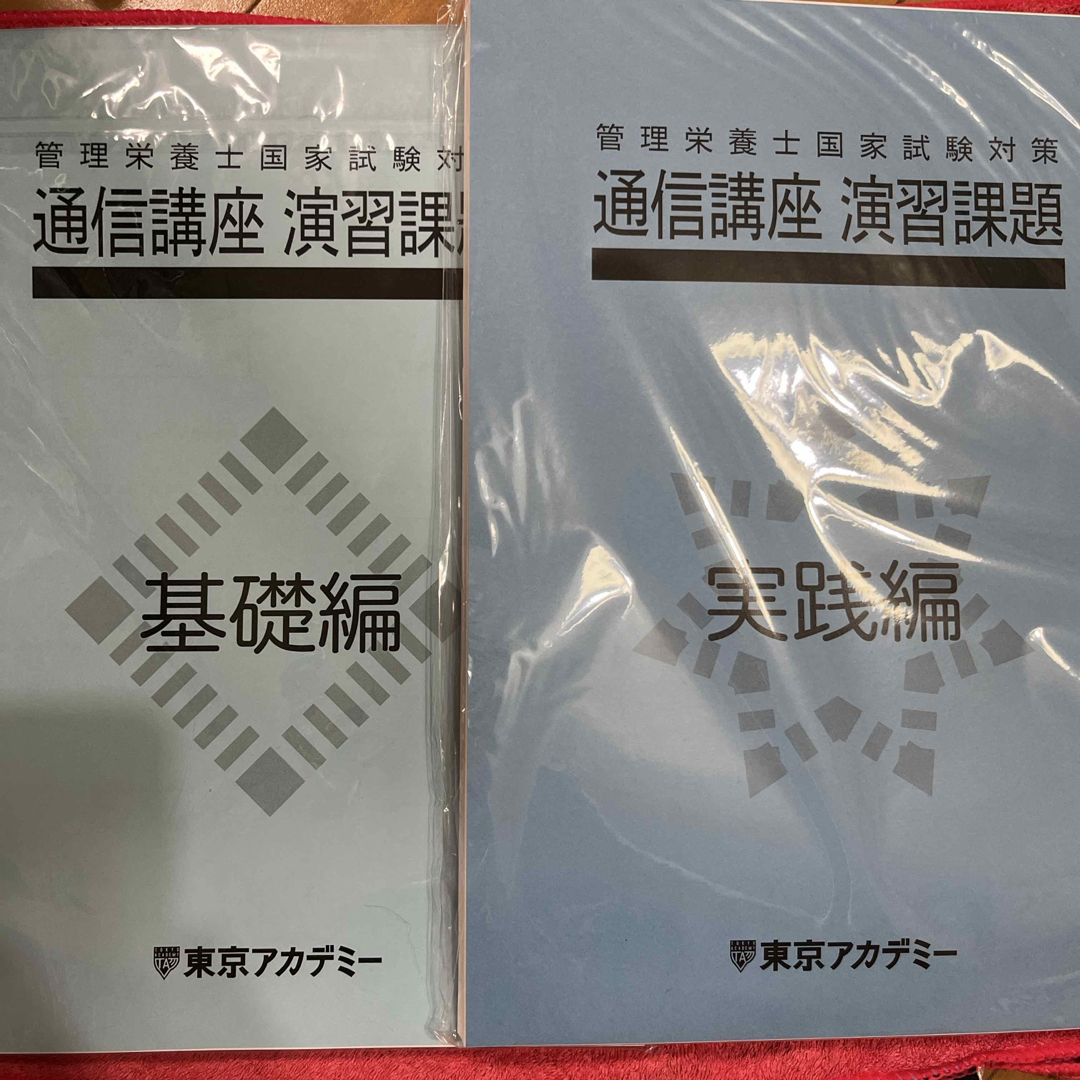 管理栄養士国家試験対
通信講座 演習課
基礎編
東京アカデミー
管理栄養士国家試験対策
通信講座 演習課題
実践編
東京アカデミー